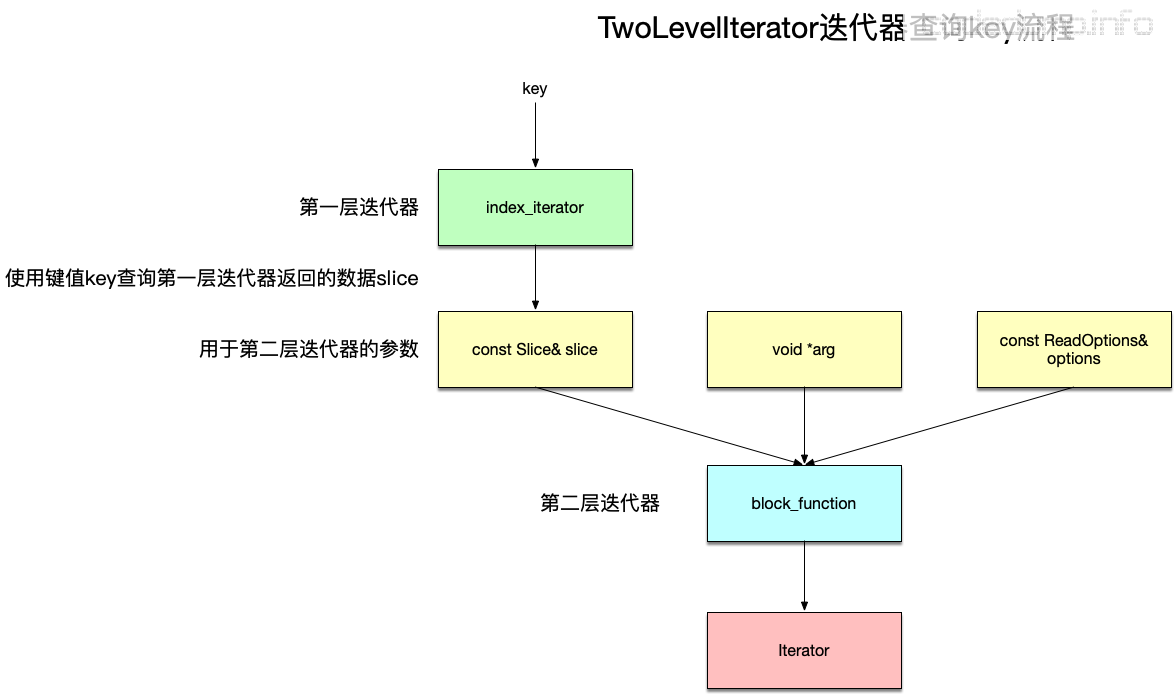 TwoLevelIterator迭代器查询key流程
key
第一层迭代器
index_iterator
使用键值key查询第一层迭代器返回的数据slice
用于第二层迭代器的参数
const Slice& slice
void *arg
const ReadOptions&
options
第二层迭代器
block_function
Iterator